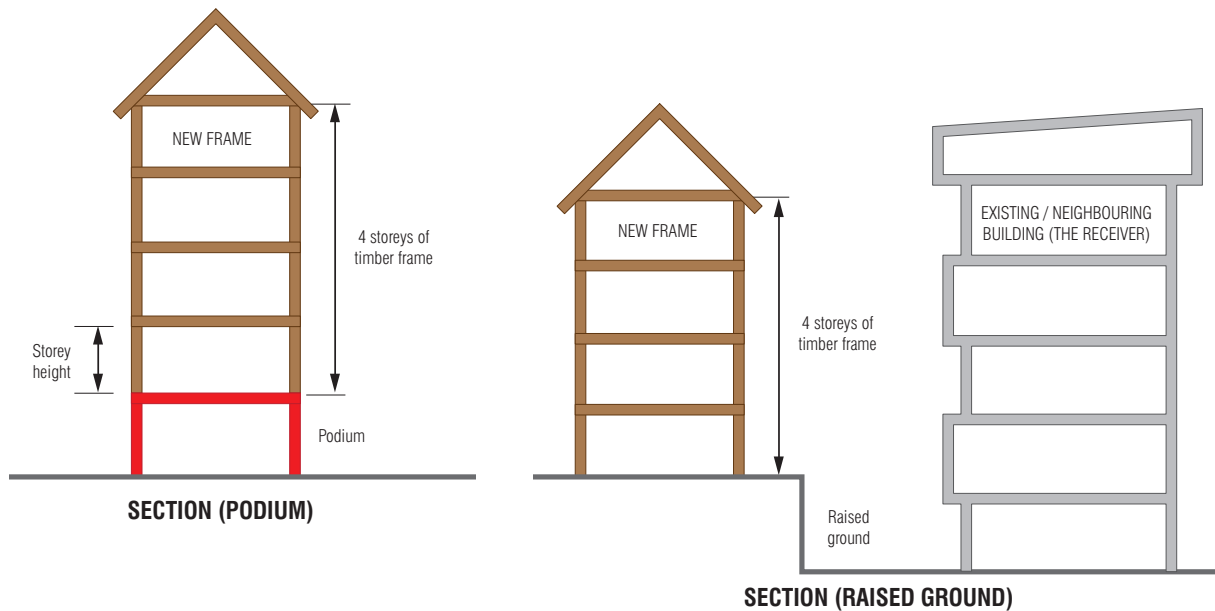 NEW FRAME
4 storeys of
timber frame
Storey
height
Podium
SECTION (PODIUM)
NEW FRAME
4 storeys of
timber frame
EXISTING / NEIGHBOURING
BUILDING (THE RECEIVER)
Raised
ground
SECTION (RAISED GROUND)